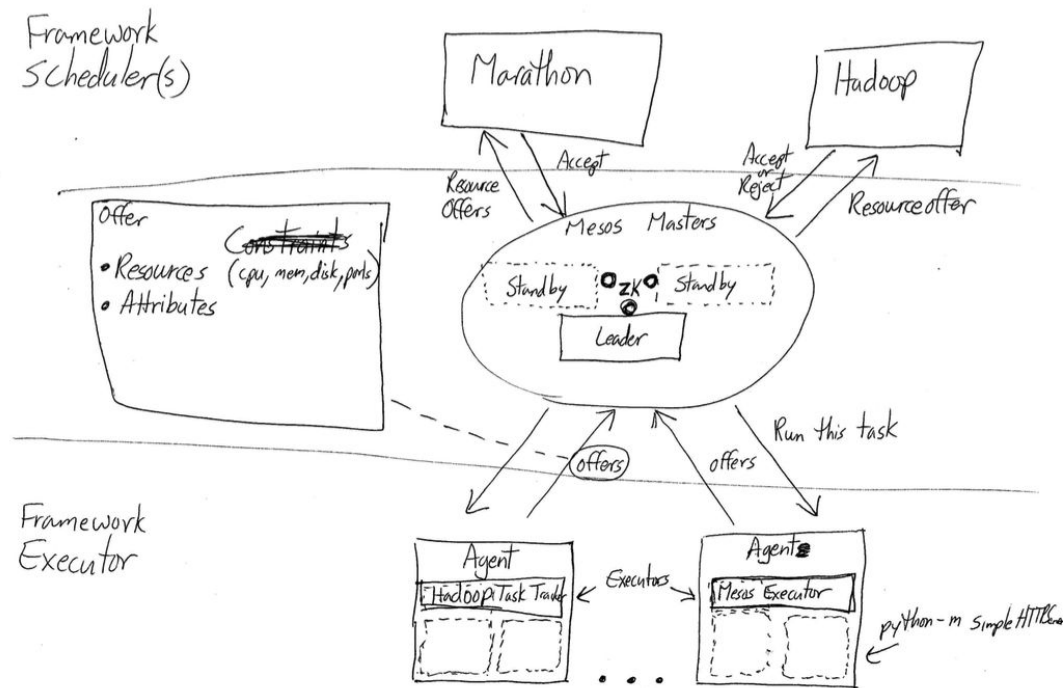 Framework
Scheduler(s)
Marathon
Hadoop
Accept
Resource
Offers
Accept
or
Reject
Resource offer
Offer
Constraints
• Resources (cpu, mem, disk, ports)
• Attributes
Mesos Masters
Standby
ZK
Standby
Leader
Run this task
offers
offers
Framework
Executor
Agent
Hadoop Task Tracker
Executors
Agent
Mesos Executor
python -m SimpleHTTPServer